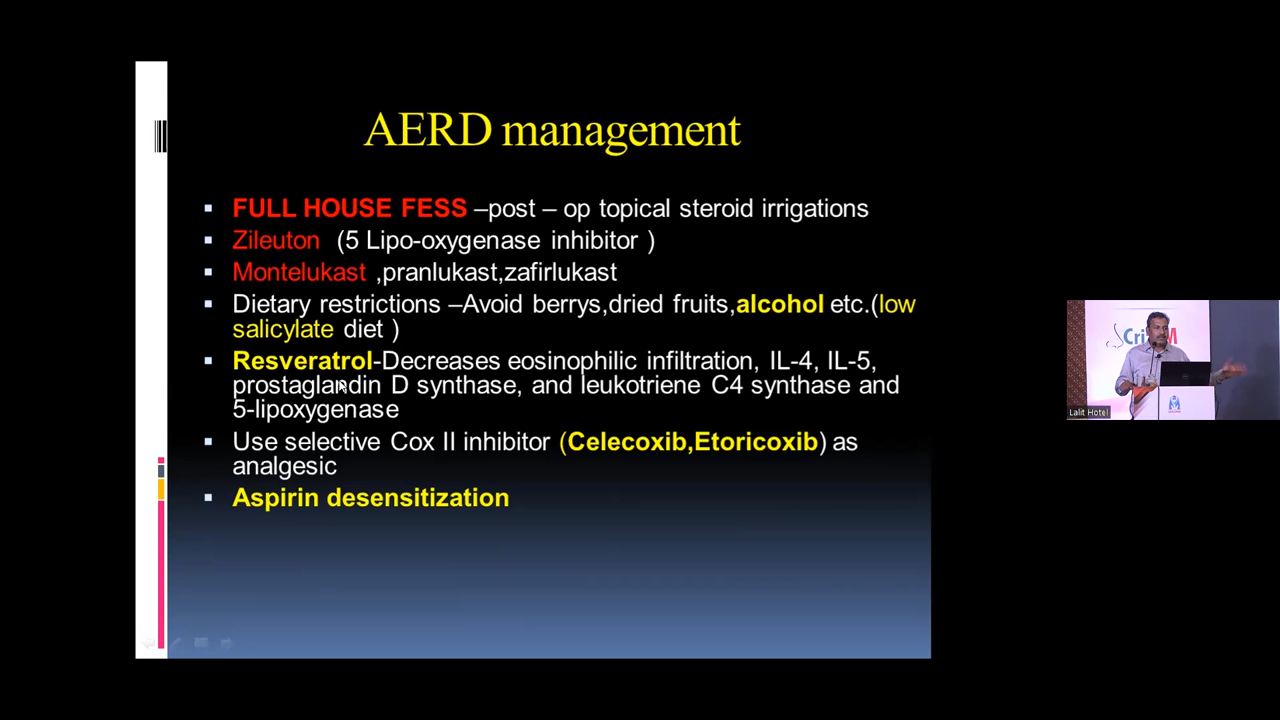 AERD management
FULL HOUSE FESS –post – op topical steroid irrigations
Zileuton (5 Lipo-oxygenase inhibitor )
Montelukast ,pranlukast,zafirlukast
Dietary restrictions –Avoid berrys,dried fruits,alcohol etc.(low
salicylate diet )
Resveratrol-Decreases eosinophilic infiltration, IL-4, IL-5,
prostaglandin D synthase, and leukotriene C4 synthase and
5-lipoxygenase
Use selective Cox II inhibitor (Celecoxib,Etoricoxib) as
analgesic
Aspirin desensitization
Lalit Hotel